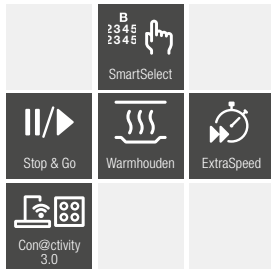 B
2345
2345
SmartSelect
Stop & Go
Warmhouden
ExtraSpeed
Con@ctivity
3.0